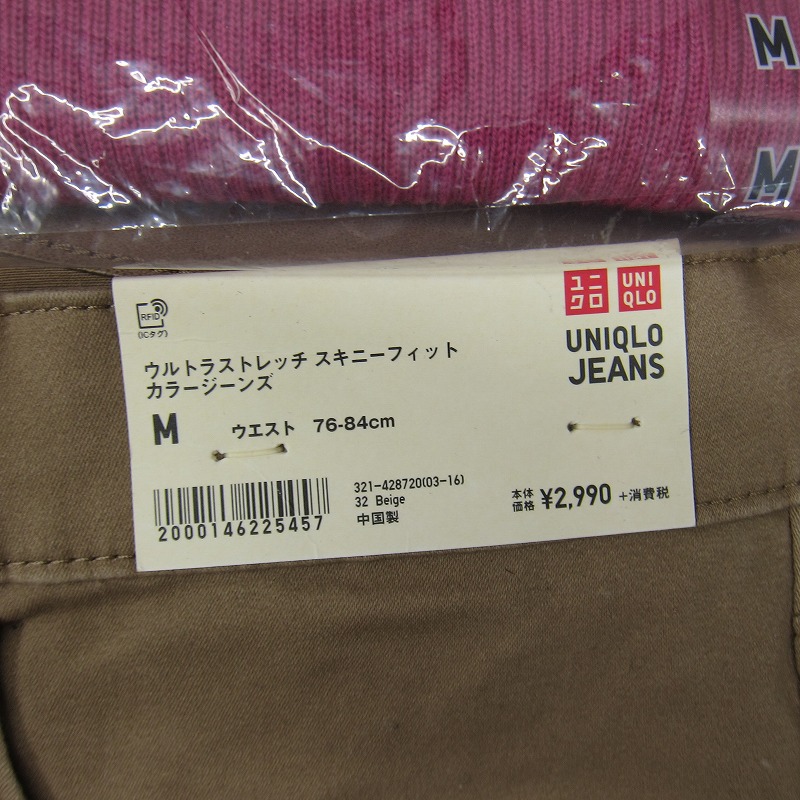 M
M
ユニ
クロ
UNI
QLO
UNIQLO
JEANS
RFID
(ICタグ)
ウルトラストレッチ スキニーフィット
カラージーンズ
M ウエスト 76-84cm
2000146225457
321-428720(03-16)
32 Beige
中国製
本体
価格 ¥2,990 +消費税